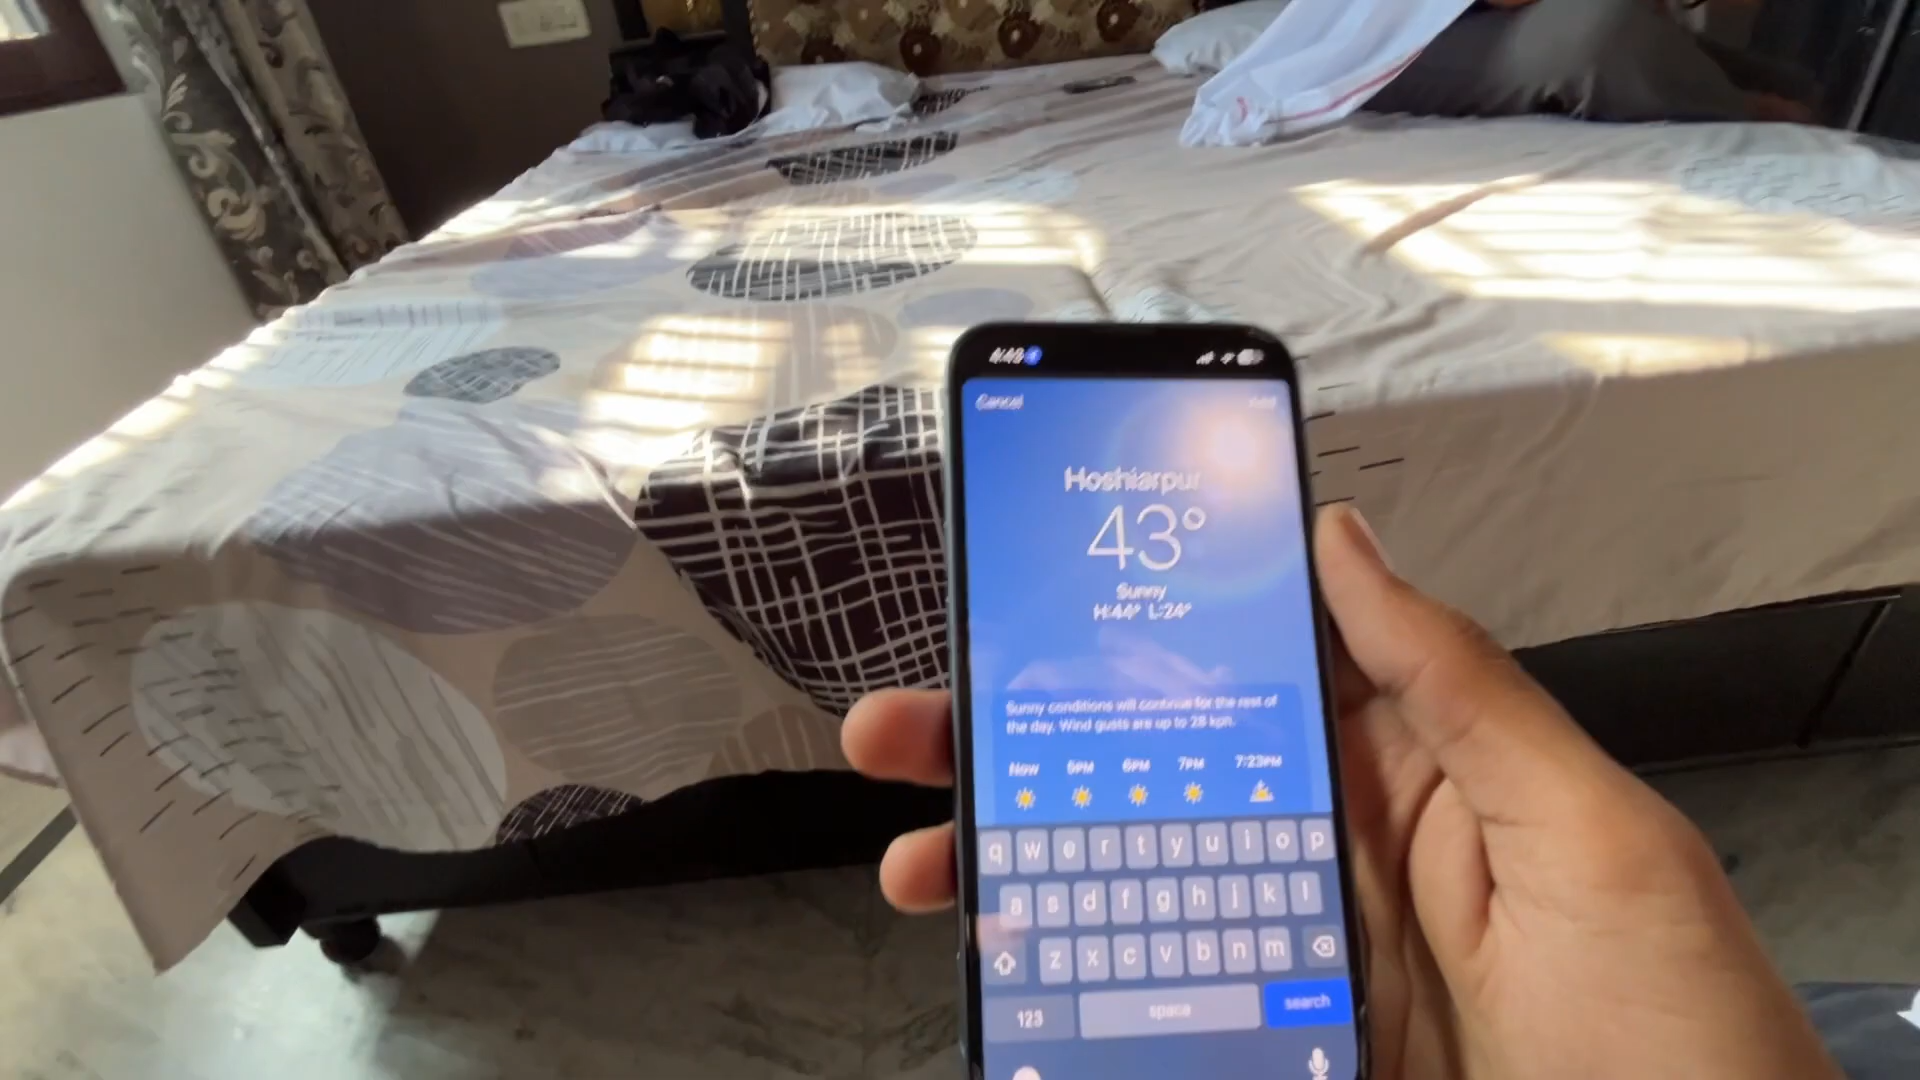 Cancel
Hoshiarpur
43°
Sunny
H:44° L:24°
Sunny conditions will continue for the rest of
the day. Wind gusts are up to 28 kph.
Now 5PM 6PM 7PM 7:23PM
q w e r t y u i o p
a s d f g h j k l
z x c v b n m
123 space search